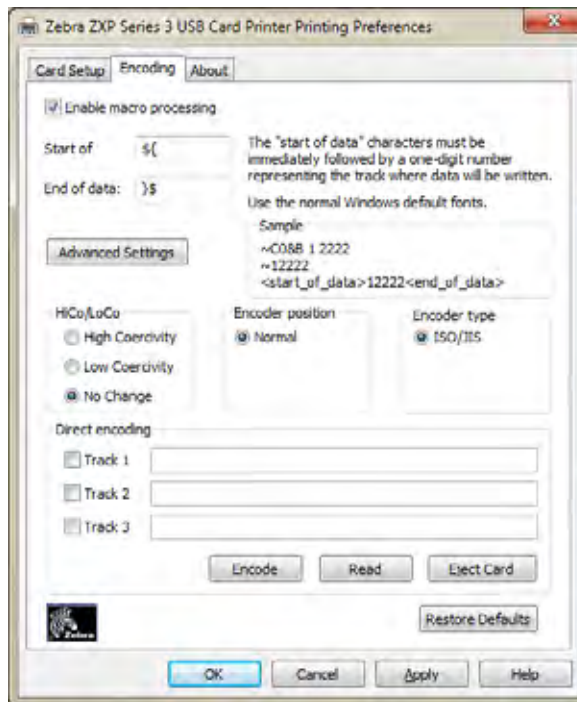 Zebra ZXP Series 3 USB Card Printer Printing Preferences
Card Setup Encoding About
Enable macro processing
Start of ${
End of data: }$
The "start of data" characters must be
immediately followed by a one-digit number
representing the track where data will be written.
Use the normal Windows default fonts.
Advanced Settings
Sample
~C08B 1 2222
~12222
<start_of_data>12222<end_of_data>
HiCo/LoCo
High Coercivity
Low Coercivity
No Change
Encoder position
Normal
Encoder type
ISO/JIS
Direct encoding
Track 1
Track 2
Track 3
Encode Read Eject Card
Zebra
Restore Defaults
OK Cancel Apply Help